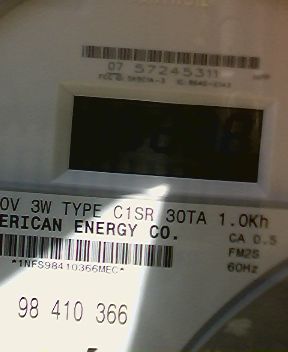 07 57245311
0V 3W TYPE C1SR 30TA 1.0Kh
ERICAN ENERGY CO.
CA 0.5
*1NFS98410366MEC*
FM2S
60Hz
98 410 366